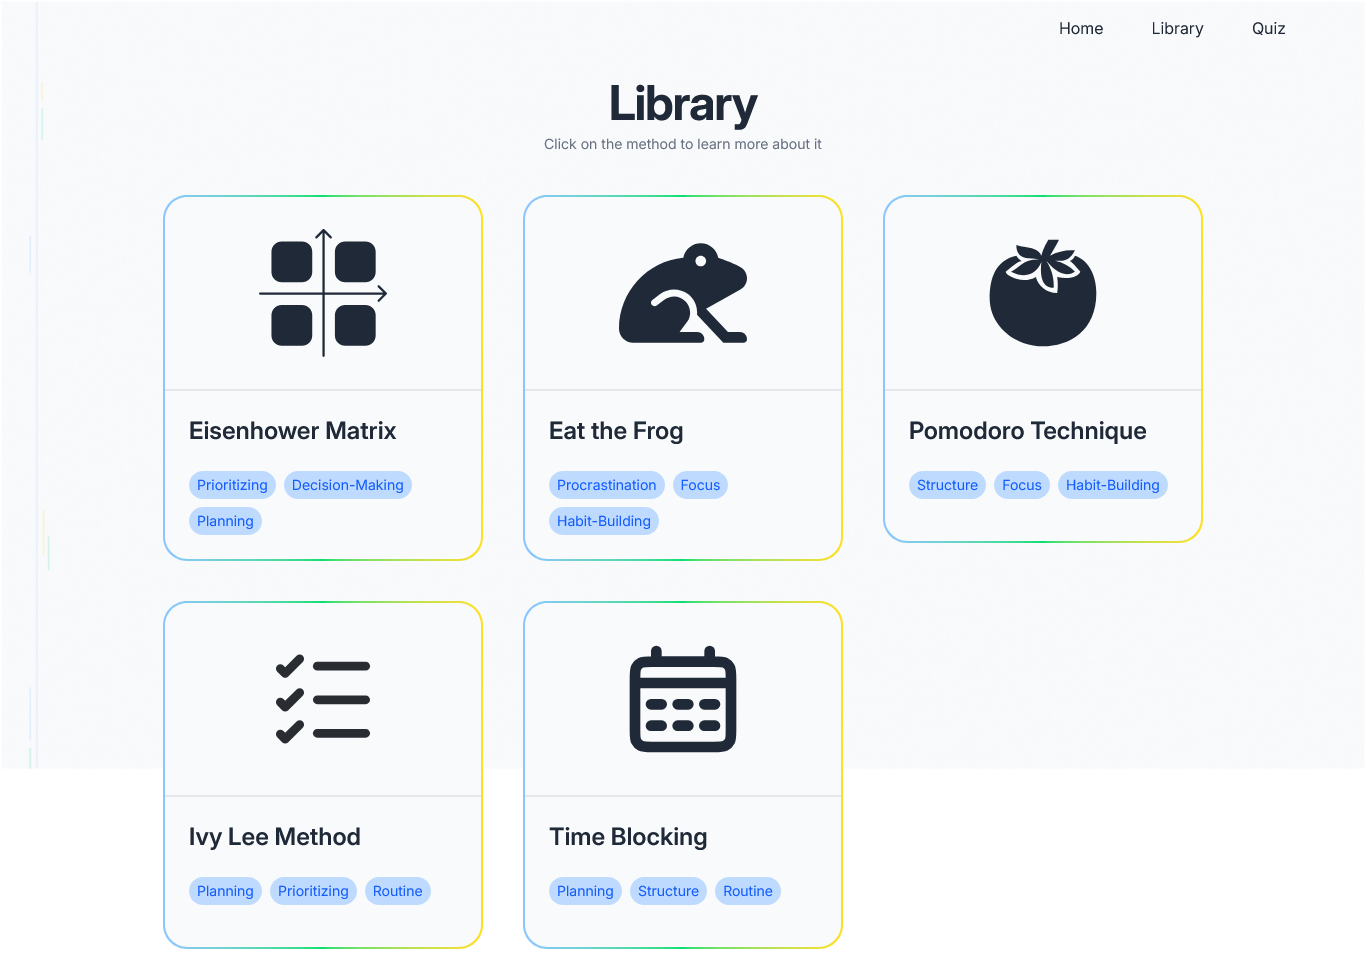 Home Library Quiz
Library
Click on the method to learn more about it
Eisenhower Matrix
Prioritizing Decision-Making
Planning
Eat the Frog
Procrastination Focus
Habit-Building
Pomodoro Technique
Structure Focus Habit-Building
Ivy Lee Method
Planning Prioritizing Routine
Time Blocking
Planning Structure Routine